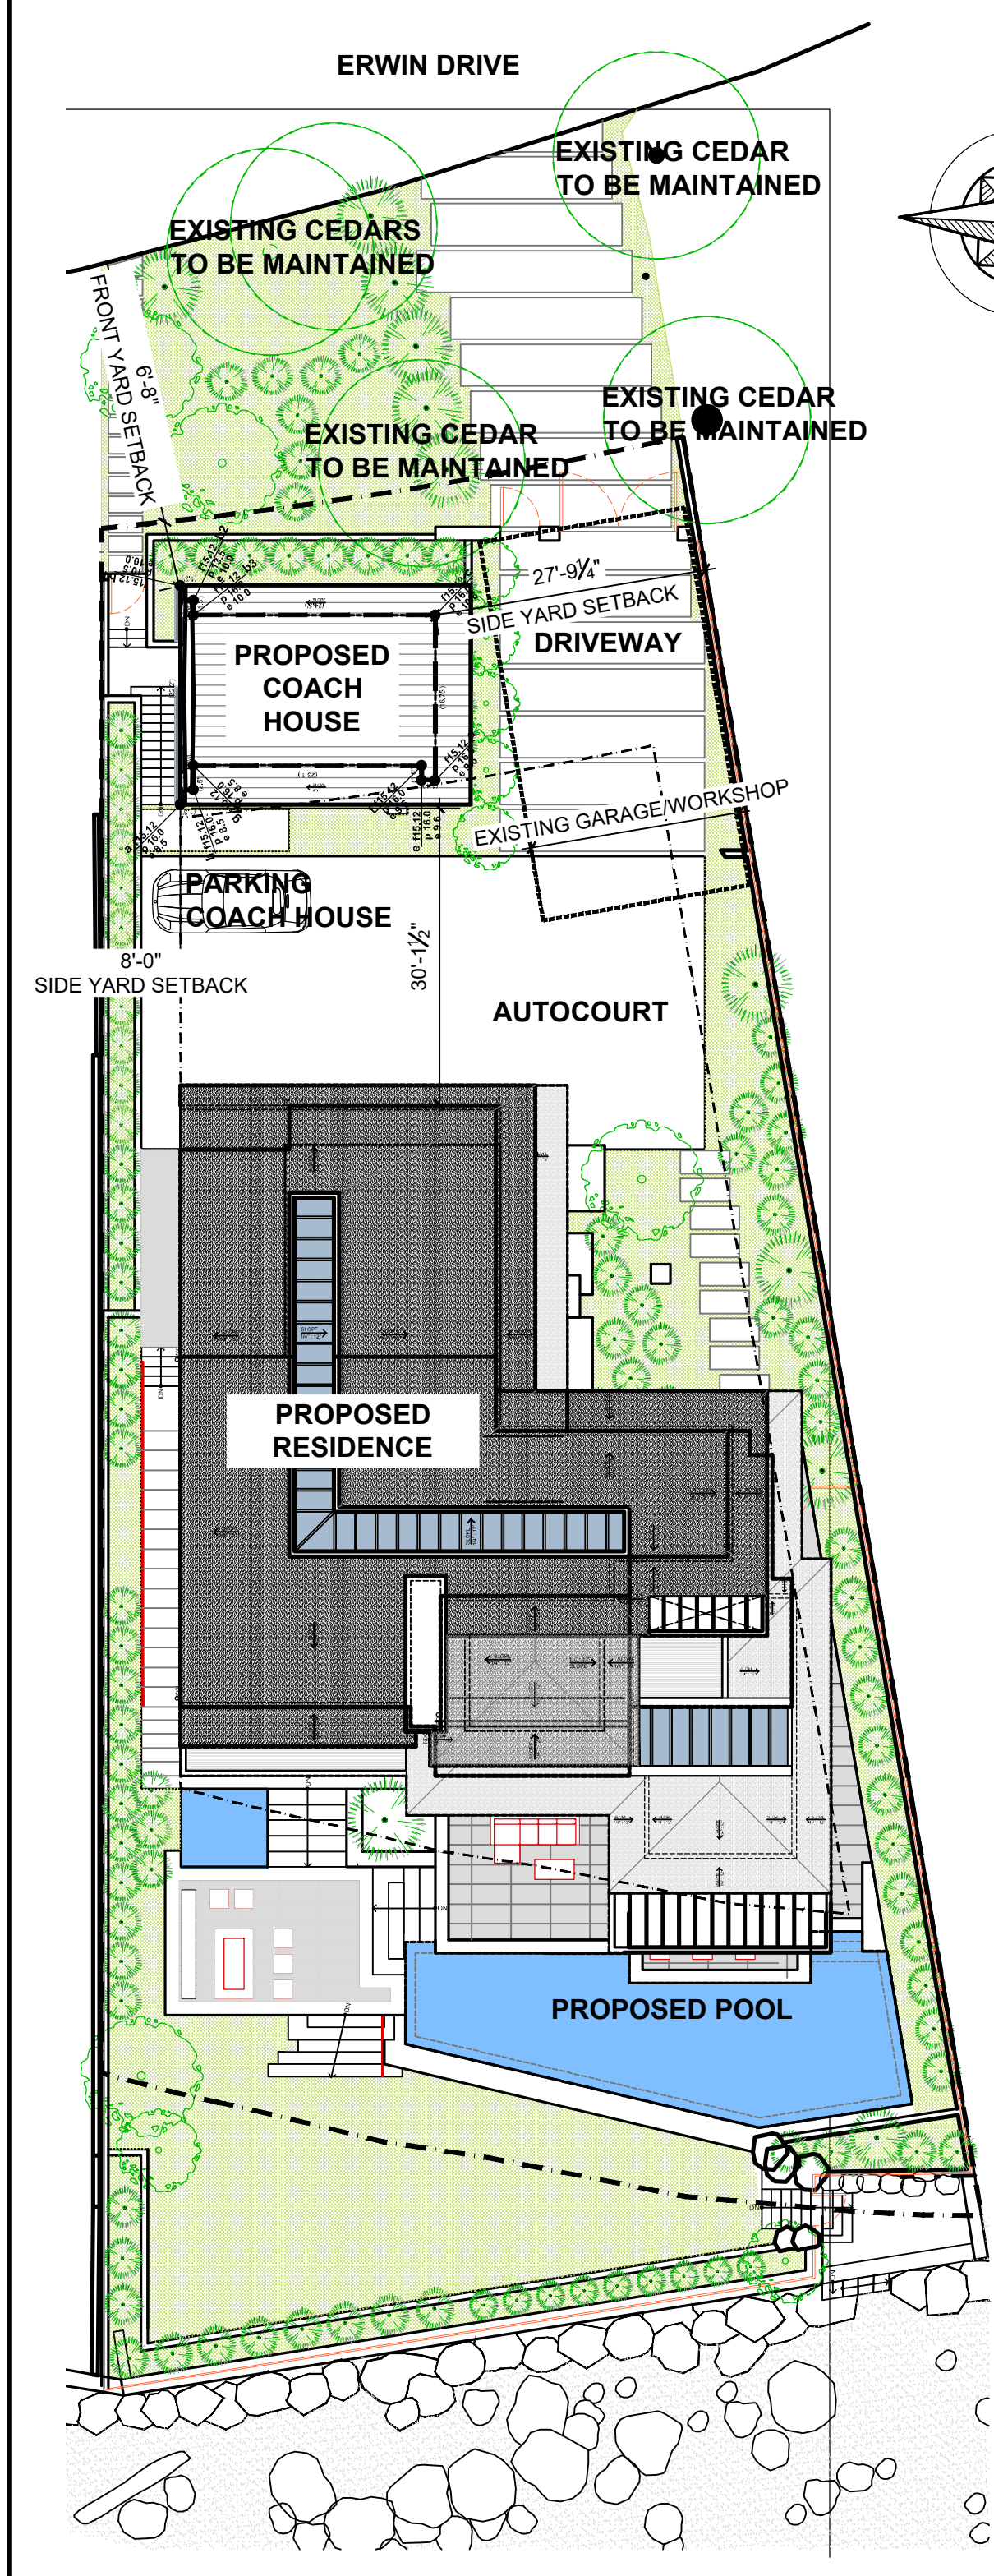 ERWIN DRIVE
EXISTING CEDAR
TO BE MAINTAINED
EXISTING CEDARS
TO BE MAINTAINED
FRONT YARD SETBACK
6'-8"
EXISTING CEDAR
TO BE MAINTAINED
EXISTING CEDAR
TO BE MAINTAINED
27'-9¼"
SIDE YARD SETBACK
DRIVEWAY
PROPOSED
COACH
HOUSE
EXISTING GARAGE/WORKSHOP
PARKING
COACH HOUSE
30'-1½"
8'-0"
SIDE YARD SETBACK
AUTOCOURT
PROPOSED
RESIDENCE
PROPOSED POOL